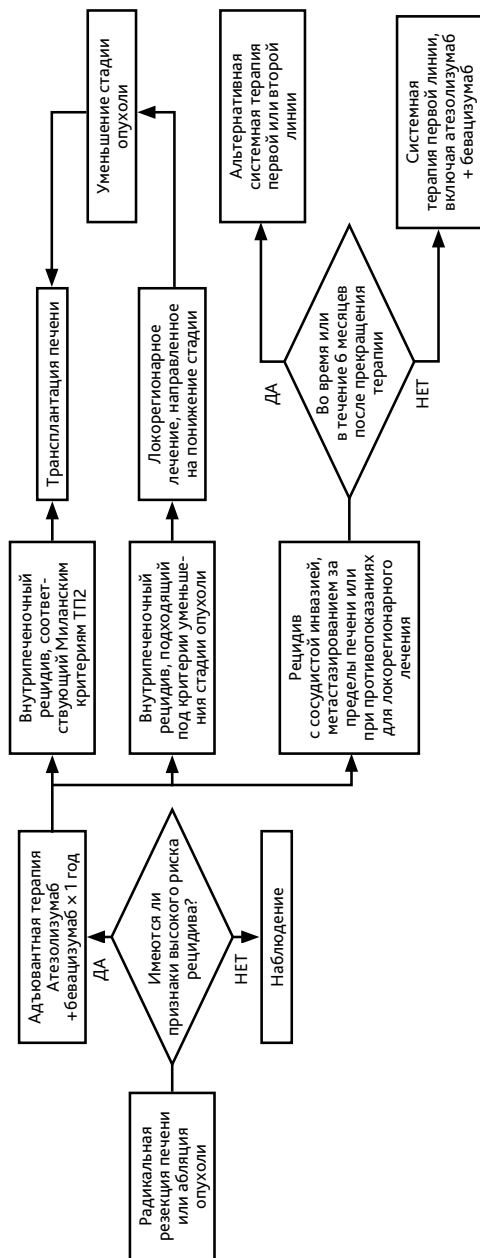 Радикальная
резекция печени
или абляция
опухоли
Имеются ли
признаки высокого риска
рецидива?
ДА
НЕТ
Адъювантная терапия
Атезолизумаб
+бевацизумаб × 1 год
Наблюдение
Внутрипеченочный
рецидив, соответ-
ствующий Миланским
критериям ТП2
Трансплантация печени
Уменьшение стадии
опухоли
Внутрипеченочный
рецидив, подходящий
под критерии уменьше-
ния стадии опухоли
Локорегионарное
лечение, направленное
на понижение стадии
Рецидив
с сосудистой инвазией,
метастазированием за
пределы печени или
при противопоказаниях
для локорегионарного
лечения
Во время или
в течение 6 месяцев
после прекращения
терапии
ДА
НЕТ
Альтернативная
системная терапия
первой или второй
линии
Системная
терапия первой линии,
включая атезолизумаб
+ бевацизумаб